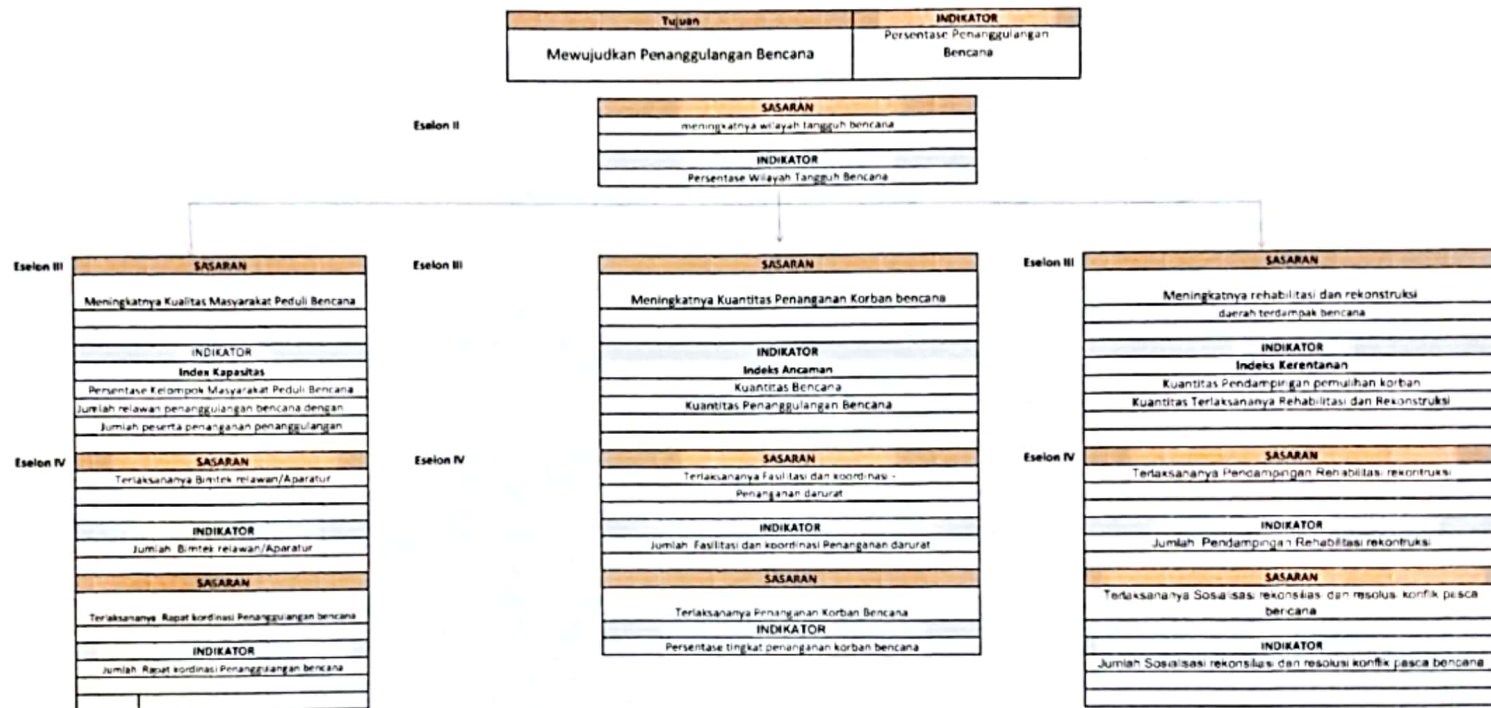 Tujuan
INDIKATOR
Mewujudkan Penanggulangan Bencana
Persentase Penanggulangan
Bencana
Eselon II
SASARAN
meningkatnya wilayah tangguh bencana
INDIKATOR
Persentase Wilayah Tangguh Bencana
Eselon III
SASARAN
Meningkatnya Kualitas Masyarakat Peduli Bencana
INDIKATOR
Index Kapasitas
Persentase Kelompok Masyarakat Peduli Bencana
Jumlah relawan penanggulangan bencana dengan
Jumlah peserta penanganan penanggulangan
Eselon IV
SASARAN
Terlaksananya Bimtek relawan/Aparatur
INDIKATOR
Jumlah Bimtek relawan/Aparatur
SASARAN
Terlaksananya Rapat kordinasi Penanggulangan bencana
INDIKATOR
Jumlah Rapat kordinasi Penanggulangan bencana
Eselon III
SASARAN
Meningkatnya Kuantitas Penanganan Korban bencana
INDIKATOR
Indeks Ancaman
Kuantitas Bencana
Kuantitas Penanggulangan Bencana
Eselon IV
SASARAN
Terlaksananya Fasilitasi dan koordinasi -
Penanganan darurat
INDIKATOR
Jumlah Fasilitasi dan koordinasi Penanganan darurat
SASARAN
Terlaksananya Penanganan Korban Bencana
INDIKATOR
Persentase tingkat penanganan korban bencana
Eselon III
SASARAN
Meningkatnya rehabilitasi dan rekonstruksi
daerah terdampak bencana
INDIKATOR
Indeks Kerentanan
Kuantitas Pendampingan pemulihan korban
Kuantitas Terlaksananya Rehabilitasi dan Rekonstruksi
Eselon IV
SASARAN
Terlaksananya Pendampingan Rehabilitasi rekontruksi
INDIKATOR
Jumlah Pendampingan Rehabilitasi rekontruksi
SASARAN
Terlaksananya Sosialisasi rekonsiliasi dan resolusi konflik pasca
bencana
INDIKATOR
Jumlah Sosialisasi rekonsiliasi dan resolusi konflik pasca bencana